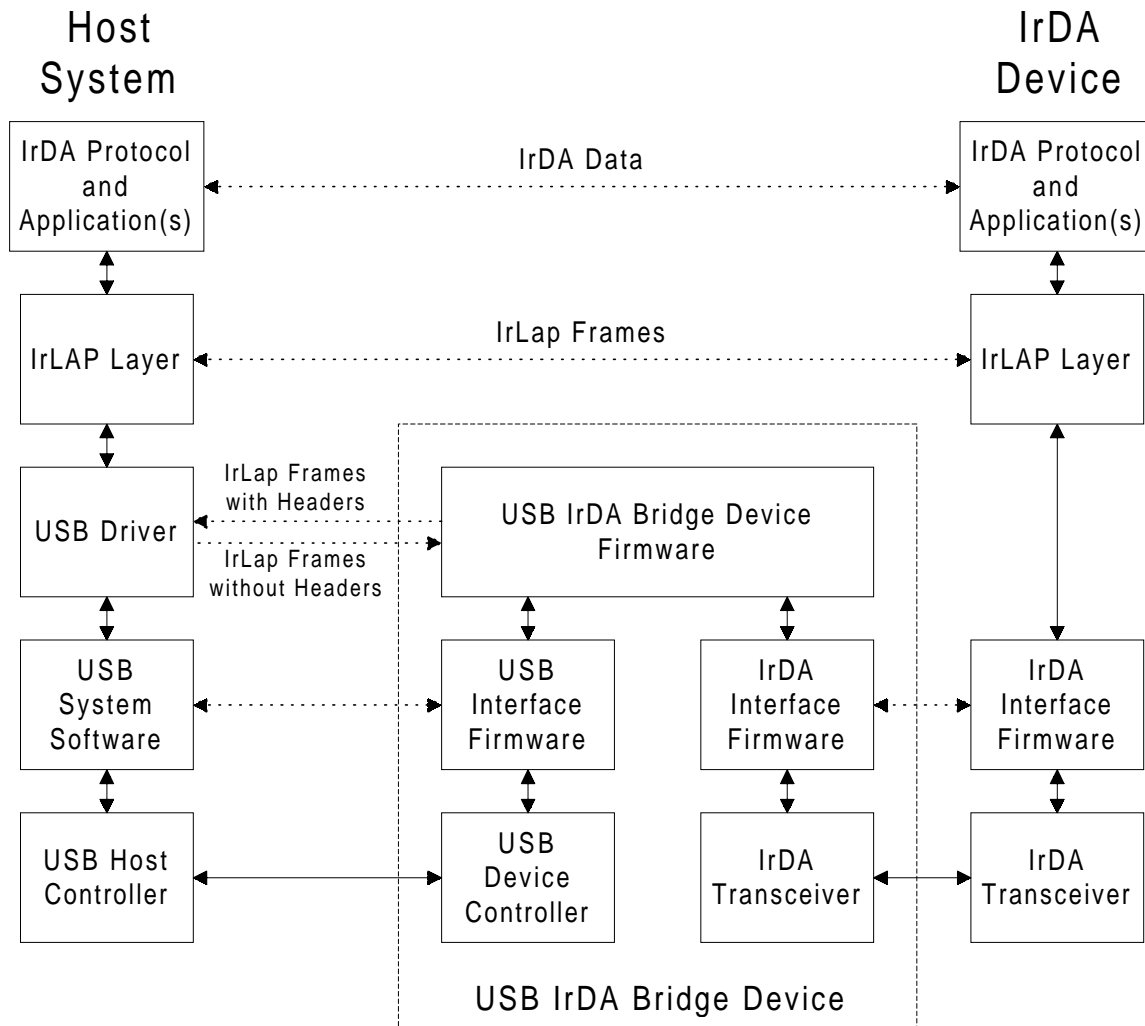 Host
System
IrDA
Device
IrDA Protocol
and
Application(s)
IrDA Data
IrDA Protocol
and
Application(s)
IrLAP Layer
IrLap Frames
IrLAP Layer
USB Driver
IrLap Frames
with Headers
IrLap Frames
without Headers
USB IrDA Bridge Device
Firmware
USB
System
Software
USB
Interface
Firmware
IrDA
Interface
Firmware
IrDA
Interface
Firmware
USB Host
Controller
USB
Device
Controller
IrDA
Transceiver
IrDA
Transceiver
USB IrDA Bridge Device